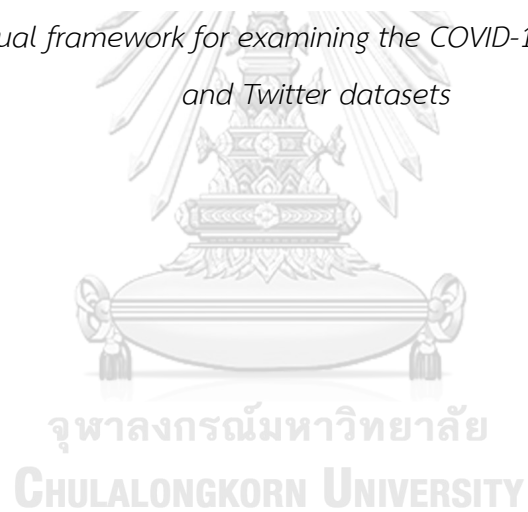 ual framework for examining the COVID-1
and Twitter datasets
จุฬาลงกรณ์มหาวิทยาลัย
CHULALONGKORN UNIVERSITY